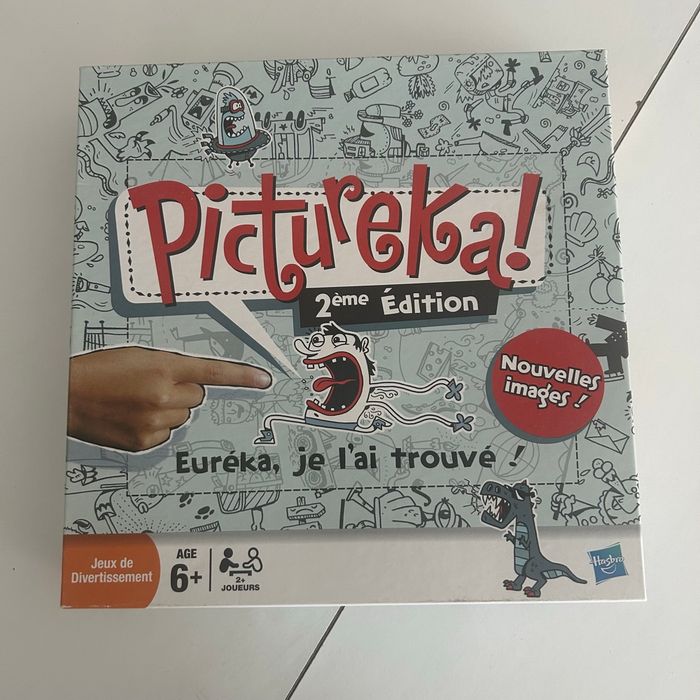 Pictureka!
2ème Édition
Nouvelles
images !
Euréka, je l'ai trouvé !
Jeux de
Divertissement
AGE
6+
2+
JOUEURS
Hasbro